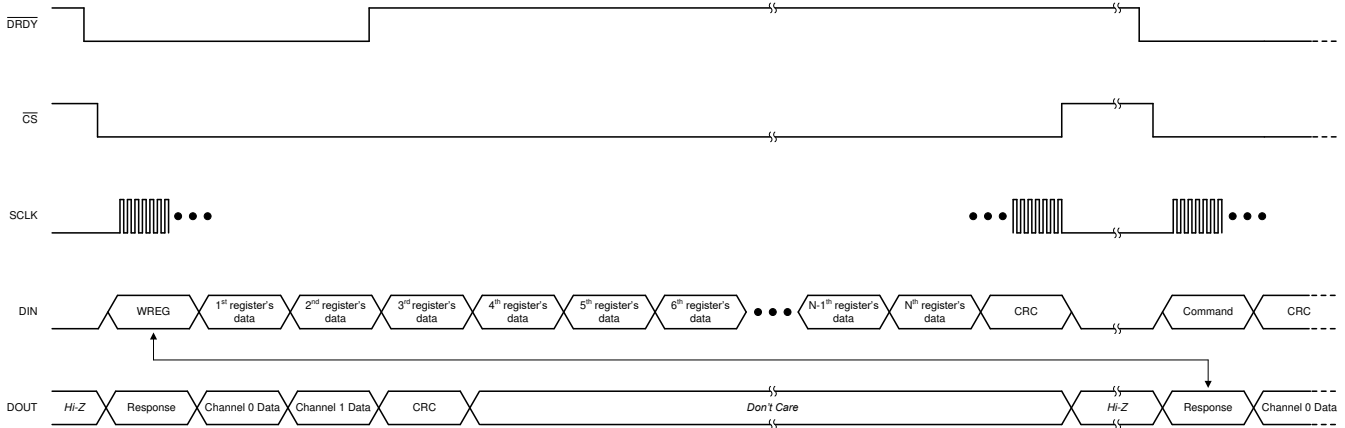 DRDY
CS
SCLK
DIN
WREG
1st register's
data
2nd register's
data
3rd register's
data
4th register's
data
5th register's
data
6th register's
data
N-1th register's
data
Nth register's
data
CRC
Command
CRC
DOUT
Hi-Z
Response
Channel 0 Data
Channel 1 Data
CRC
Don't Care
Hi-Z
Response
Channel 0 Data